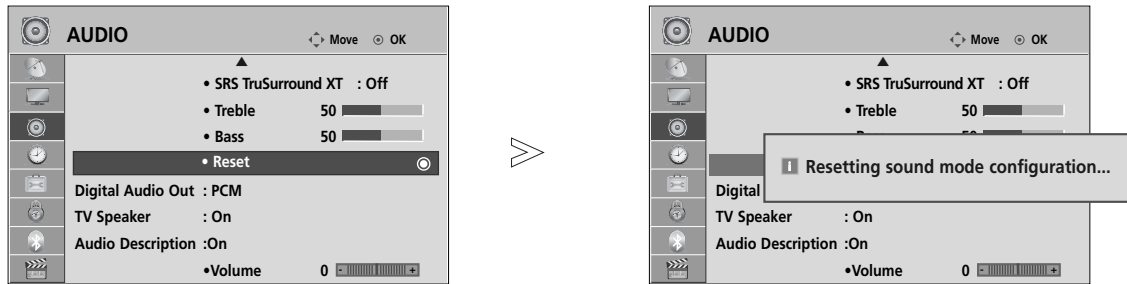 AUDIO Move OK
• SRS TruSurround XT : Off
• Treble 50
• Bass 50
• Reset
Digital Audio Out : PCM
TV Speaker : On
Audio Description :On
•Volume 0 - +
AUDIO Move OK
• SRS TruSurround XT : Off
• Treble 50
i Resetting sound mode configuration...
Digital
TV Speaker : On
Audio Description :On
•Volume 0 - +